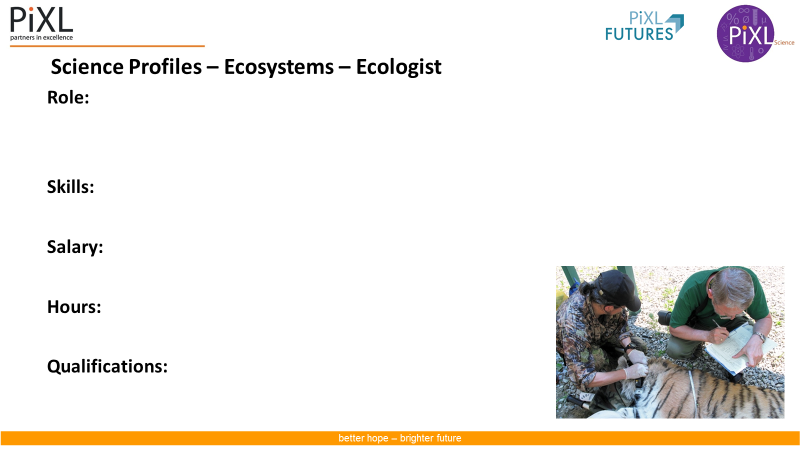 PiXL
partners in excellence
PiXL
FUTURES
PiXL Science
Science Profiles – Ecosystems – Ecologist
Role:
Skills:
Salary:
Hours:
Qualifications:
better hope – brighter future